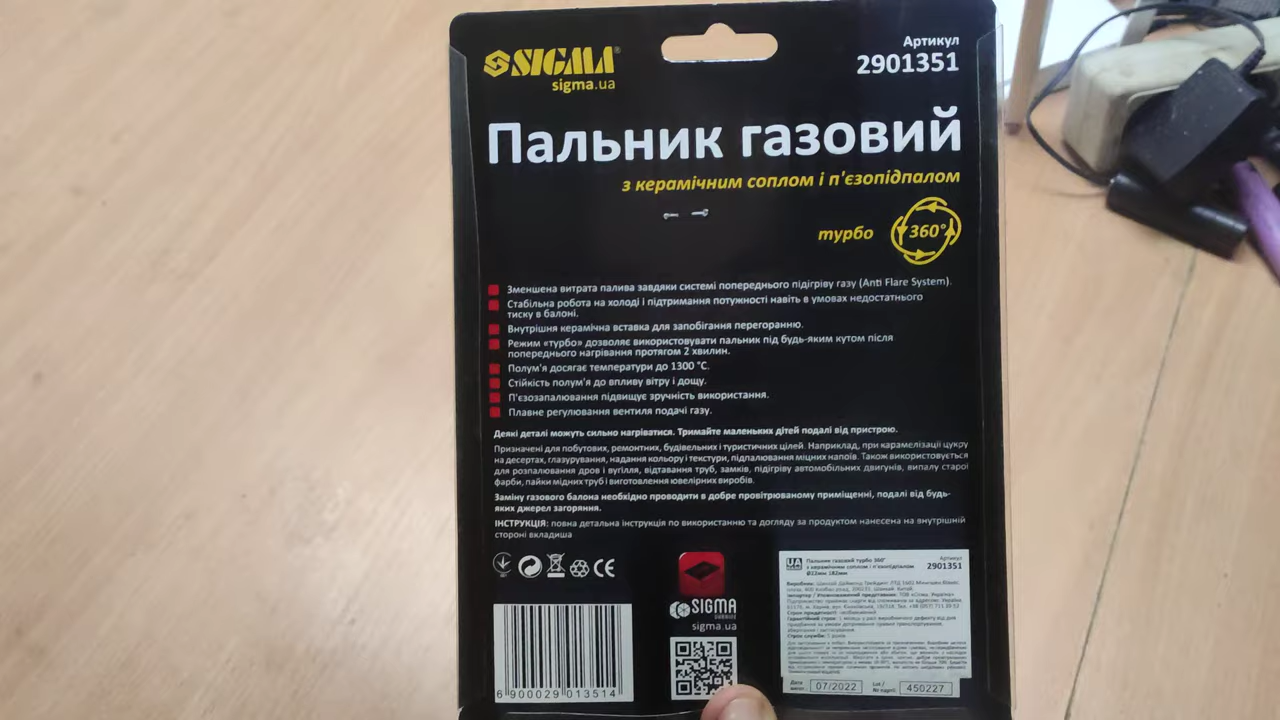 SIGMA®
sigma.ua
Артикул
2901351
Пальник газовий
з керамічним соплом і п'єзопідпалом
турбо 360°
Зменшена витрата палива завдяки системі попереднього підігріву газу (Anti Flare System).
Стабільна робота на холоді і підтримання потужності навіть в умовах недостатнього
тиску в балоні.
Внутрішня керамічна вставка для запобігання перегоранню.
Режим «турбо» дозволяє використовувати пальник під будь-яким кутом після
попереднього нагрівання протягом 2 хвилин.
Полум'я досягає температури до 1300 °C.
Стійкість полум'я до впливу вітру і дощу.
П'єзозапалювання підвищує зручність використання.
Плавне регулювання вентиля подачі газу.
Деякі деталі можуть сильно нагріватися. Тримайте маленьких дітей подалі від пристрою.
Призначені для побутових, ремонтних, будівельних і туристичних цілей. Наприклад, при карамелізації цукру
на десертах, глазурування, надання кольору і текстури, підпалювання міцних напоїв. Також використовується
для розпалювання дров і вугілля, відтавання труб, замків, підігріву автомобільних двигунів, випалу старої
фарби, пайки мідних труб і виготовлення ювелірних виробів.
Заміну газового балона необхідно проводити в добре провітрюваному приміщенні, подалі від будь-
яких джерел загоряння.
ІНСТРУКЦІЯ: повна детальна інструкція по використанню та догляду за продуктом нанесена на внутрішній
стороні вкладиша
CE
SIGMA
sigma.ua
6 900029 013514
UA
Пальник газовий турбо 360°
з керамічним соплом і п'єзопідпалом
Ø22мм 182мм
Артикул
2901351
Дата
07/2022
Lot /
№ партії
450227